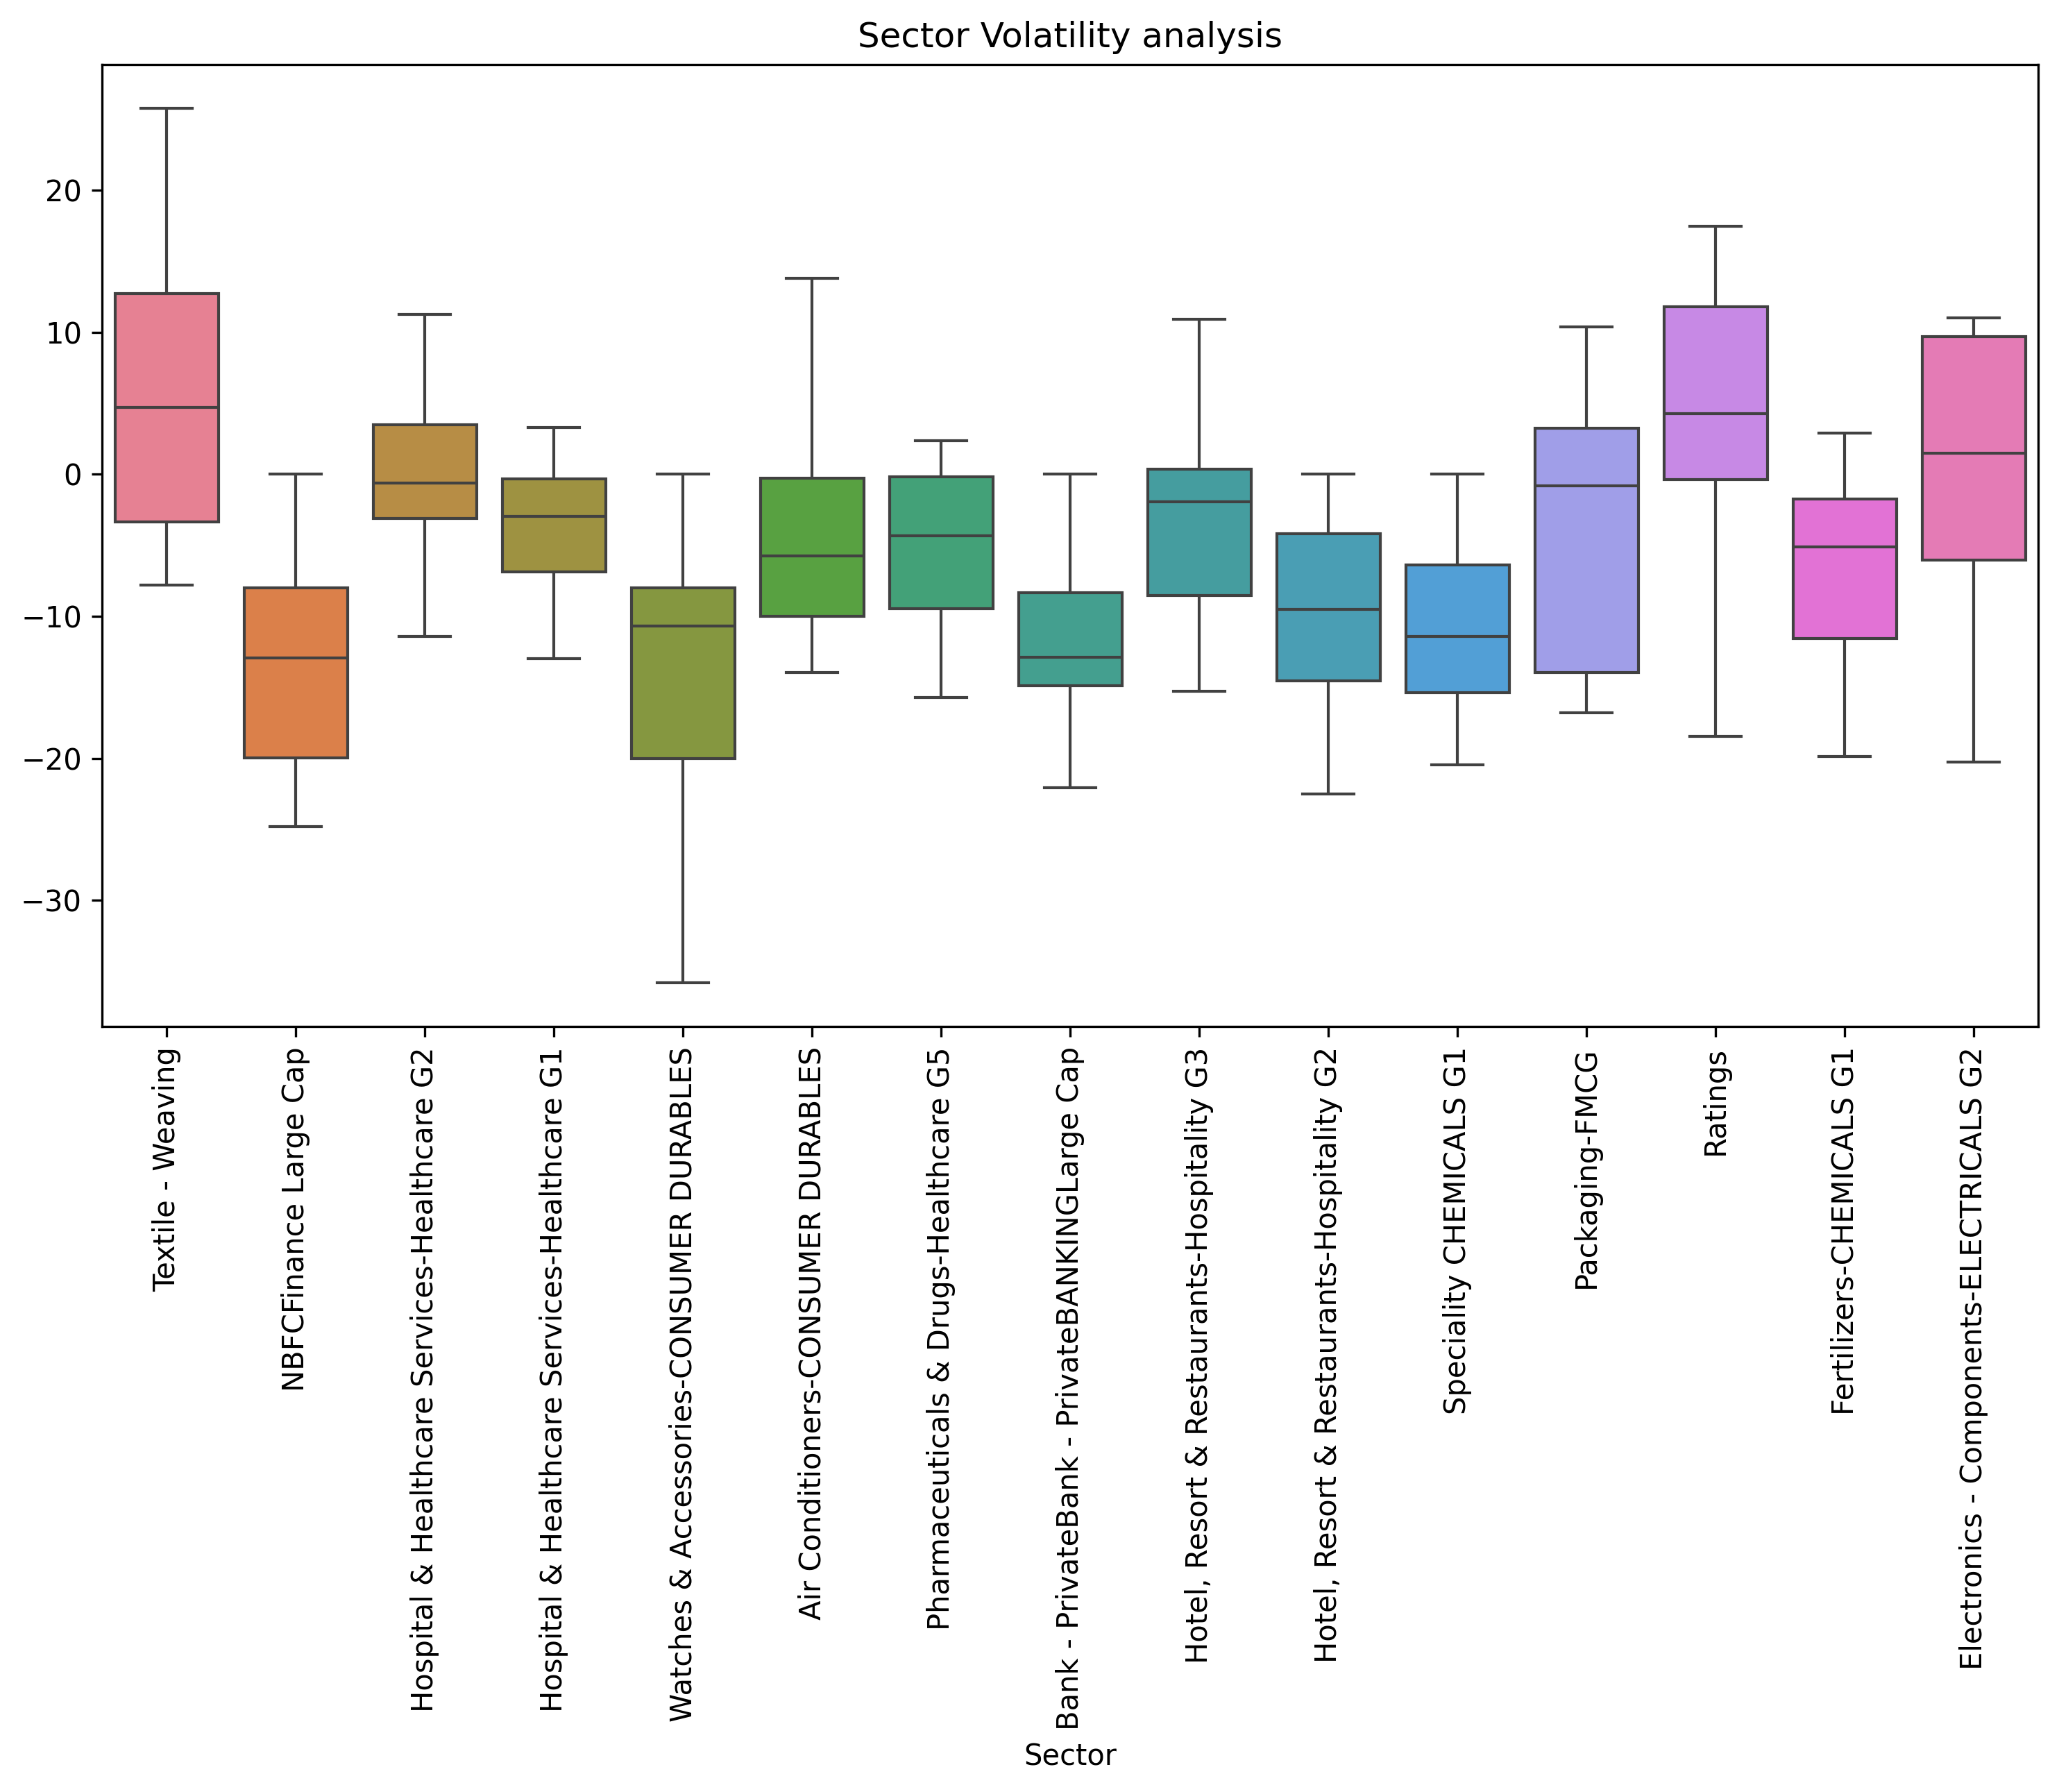 Sector Volatility analysis
20
10
0
−10
−20
−30
Textile - Weaving
NBFCFinance Large Cap
Hospital & Healthcare Services-Healthcare G2
Hospital & Healthcare Services-Healthcare G1
Watches & Accessories-CONSUMER DURABLES
Air Conditioners-CONSUMER DURABLES
Pharmaceuticals & Drugs-Healthcare G5
Bank - PrivateBank - PrivateBANKINGLarge Cap
Hotel, Resort & Restaurants-Hospitality G3
Hotel, Resort & Restaurants-Hospitality G2
Speciality CHEMICALS G1
Packaging-FMCG
Ratings
Fertilizers-CHEMICALS G1
Electronics - Components-ELECTRICALS G2
Sector